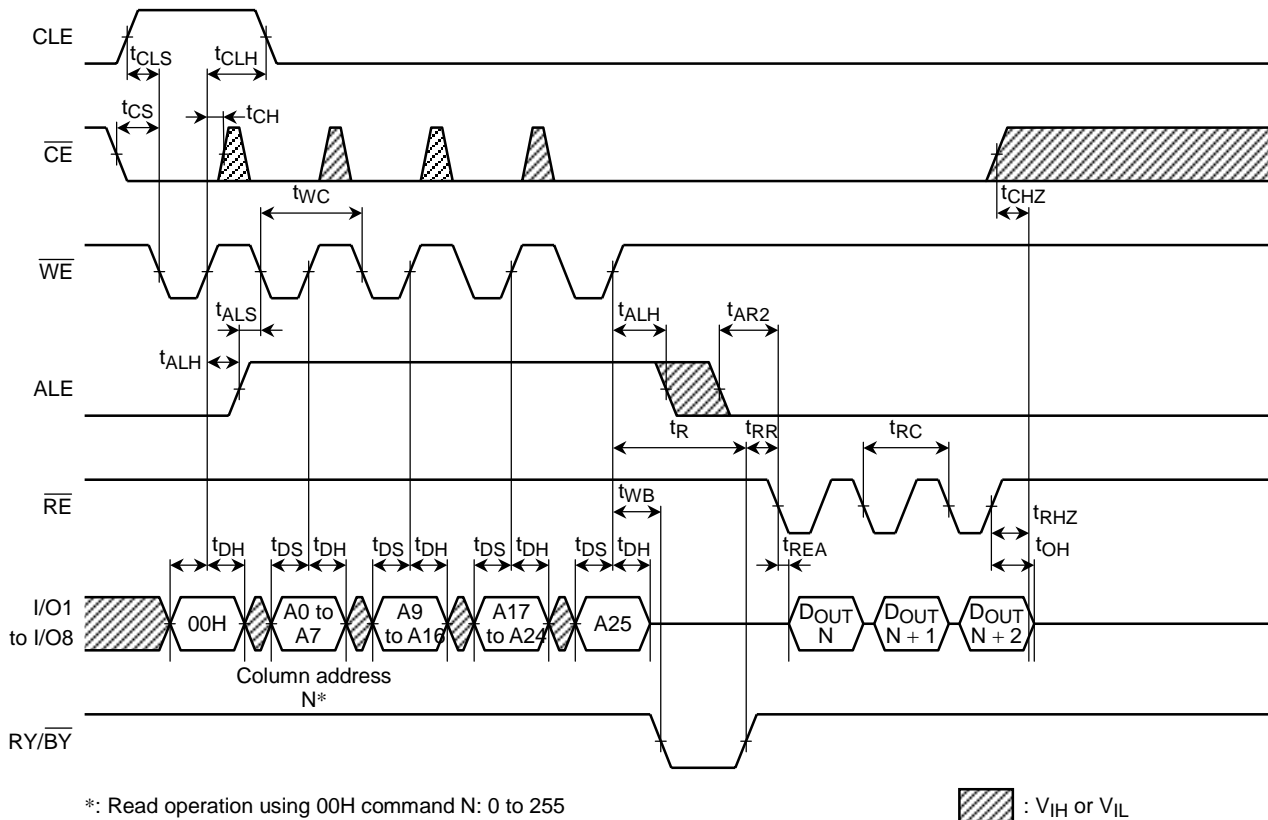 CLE
tCLS
tCLH
tCS
tCH
CE
tWC
tCHZ
WE
tALS
tALH
tAR2
tALH
ALE
tR
tRR
tRC
RE
tWB
tRHZ
tREA
tOH
tDH
tDS
tDH
tDS
tDH
tDS
tDH
tDS
tDH
I/O1
to I/O8
00H
A0 to
A7
A9
to A16
A17
to A24
A25
DOUT
N
DOUT
N + 1
DOUT
N + 2
Column address
N*
RY/BY
*: Read operation using 00H command N: 0 to 255
: VIH or VIL